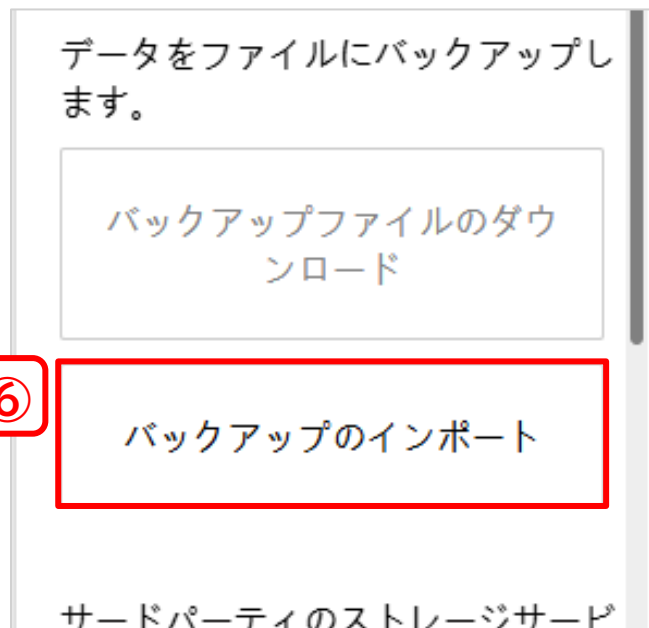 データをファイルにバックアップし
ます。
バックアップファイルのダウ
ンロード
⑥
バックアップのインポート
サードパーティのストレージサービ